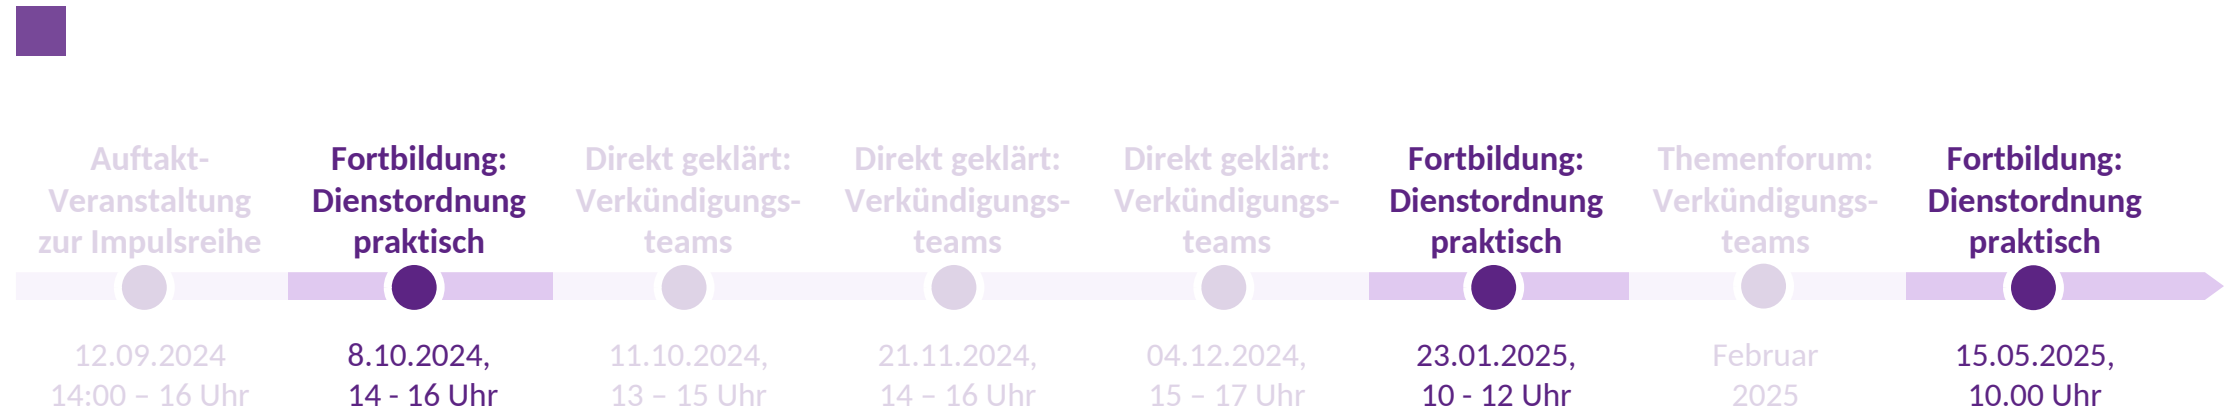 Auftakt-
Veranstaltung
zur Impulsreihe
12.09.2024
14:00 – 16 Uhr
Fortbildung:
Dienstordnung
praktisch
8.10.2024,
14 - 16 Uhr
Direkt geklärt:
Verkündigungs-
teams
11.10.2024,
13 – 15 Uhr
Direkt geklärt:
Verkündigungs-
teams
21.11.2024,
14 – 16 Uhr
Direkt geklärt:
Verkündigungs-
teams
04.12.2024,
15 – 17 Uhr
Fortbildung:
Dienstordnung
praktisch
23.01.2025,
10 - 12 Uhr
Themenforum:
Verkündigungs-
teams
Februar
2025
Fortbildung:
Dienstordnung
praktisch
15.05.2025,
10.00 Uhr